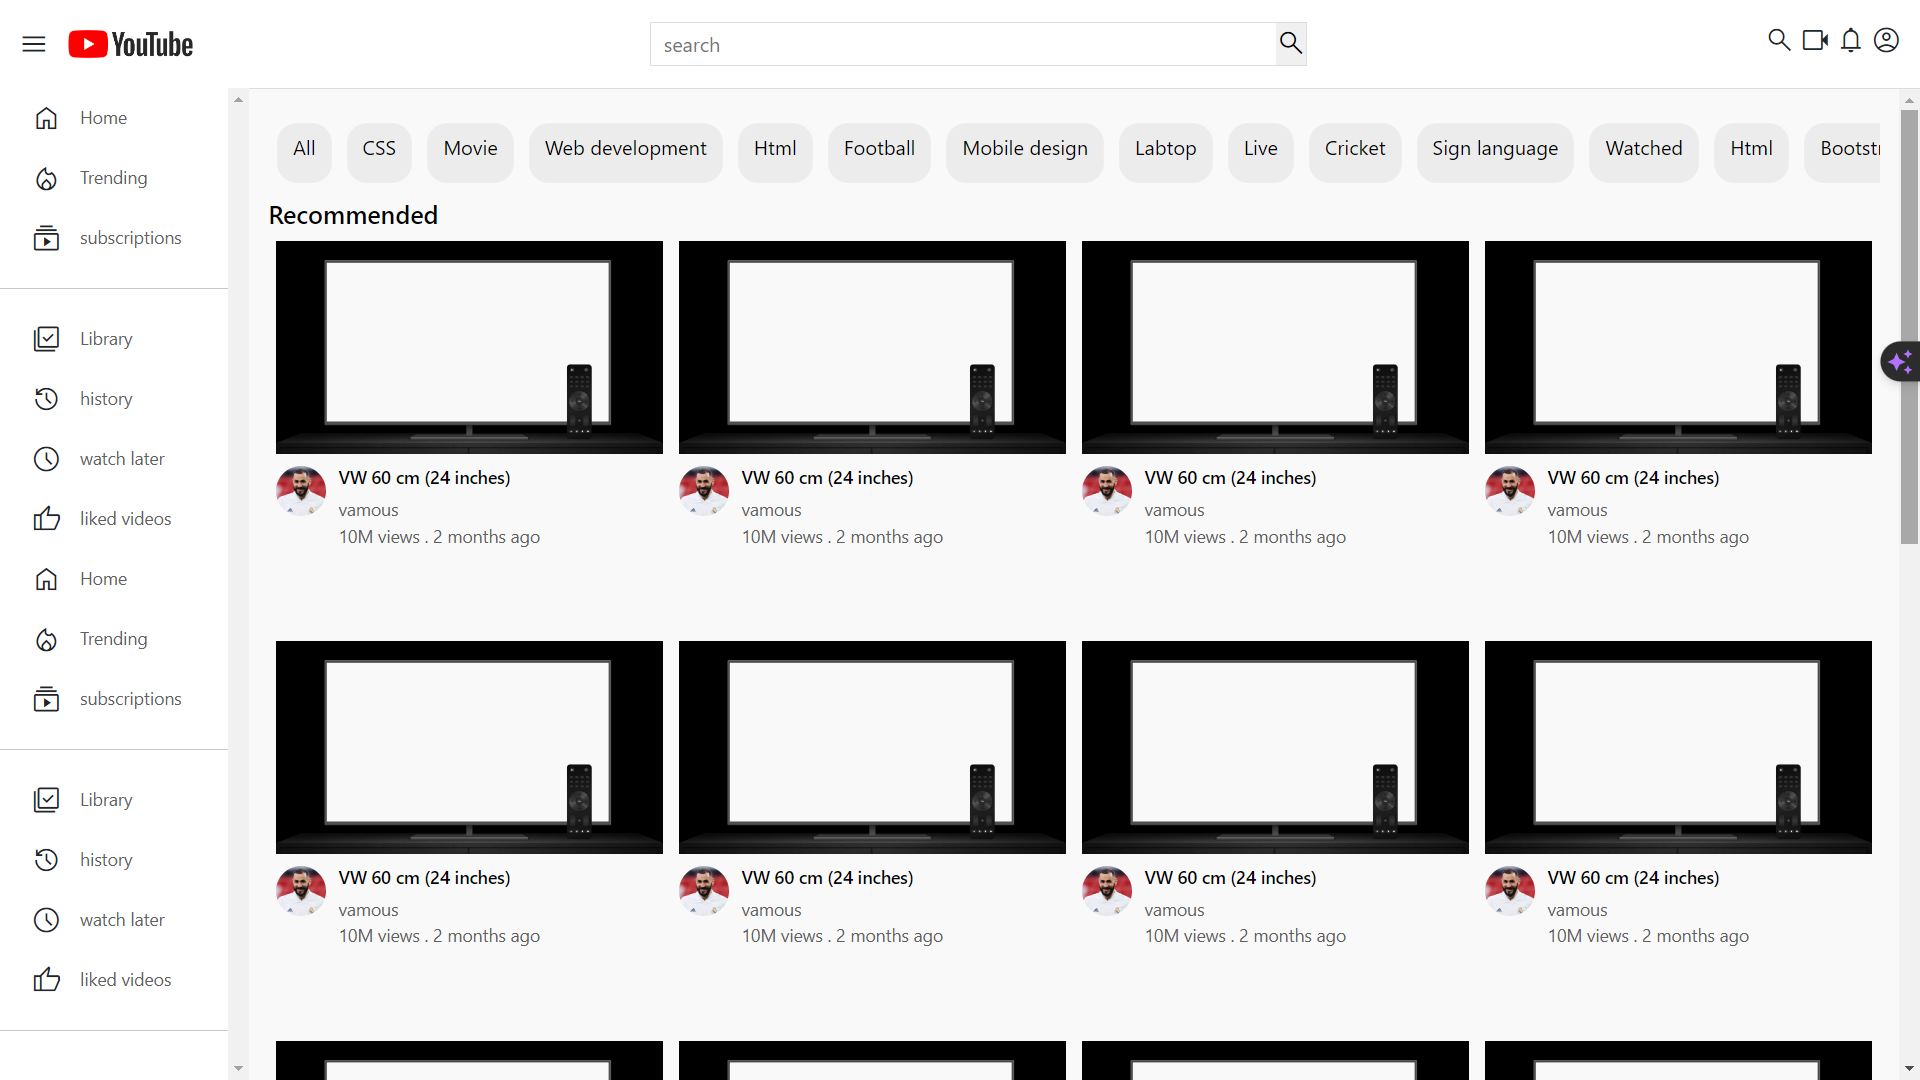 YouTube
search
Home
Trending
subscriptions
Library
history
watch later
liked videos
Home
Trending
subscriptions
Library
history
watch later
liked videos
All CSS Movie Web development Html Football Mobile design Labtop Live Cricket Sign language Watched Html Bootstr
Recommended
VW 60 cm (24 inches)
vamous
10M views . 2 months ago
VW 60 cm (24 inches)
vamous
10M views . 2 months ago
VW 60 cm (24 inches)
vamous
10M views . 2 months ago
VW 60 cm (24 inches)
vamous
10M views . 2 months ago
VW 60 cm (24 inches)
vamous
10M views . 2 months ago
VW 60 cm (24 inches)
vamous
10M views . 2 months ago
VW 60 cm (24 inches)
vamous
10M views . 2 months ago
VW 60 cm (24 inches)
vamous
10M views . 2 months ago